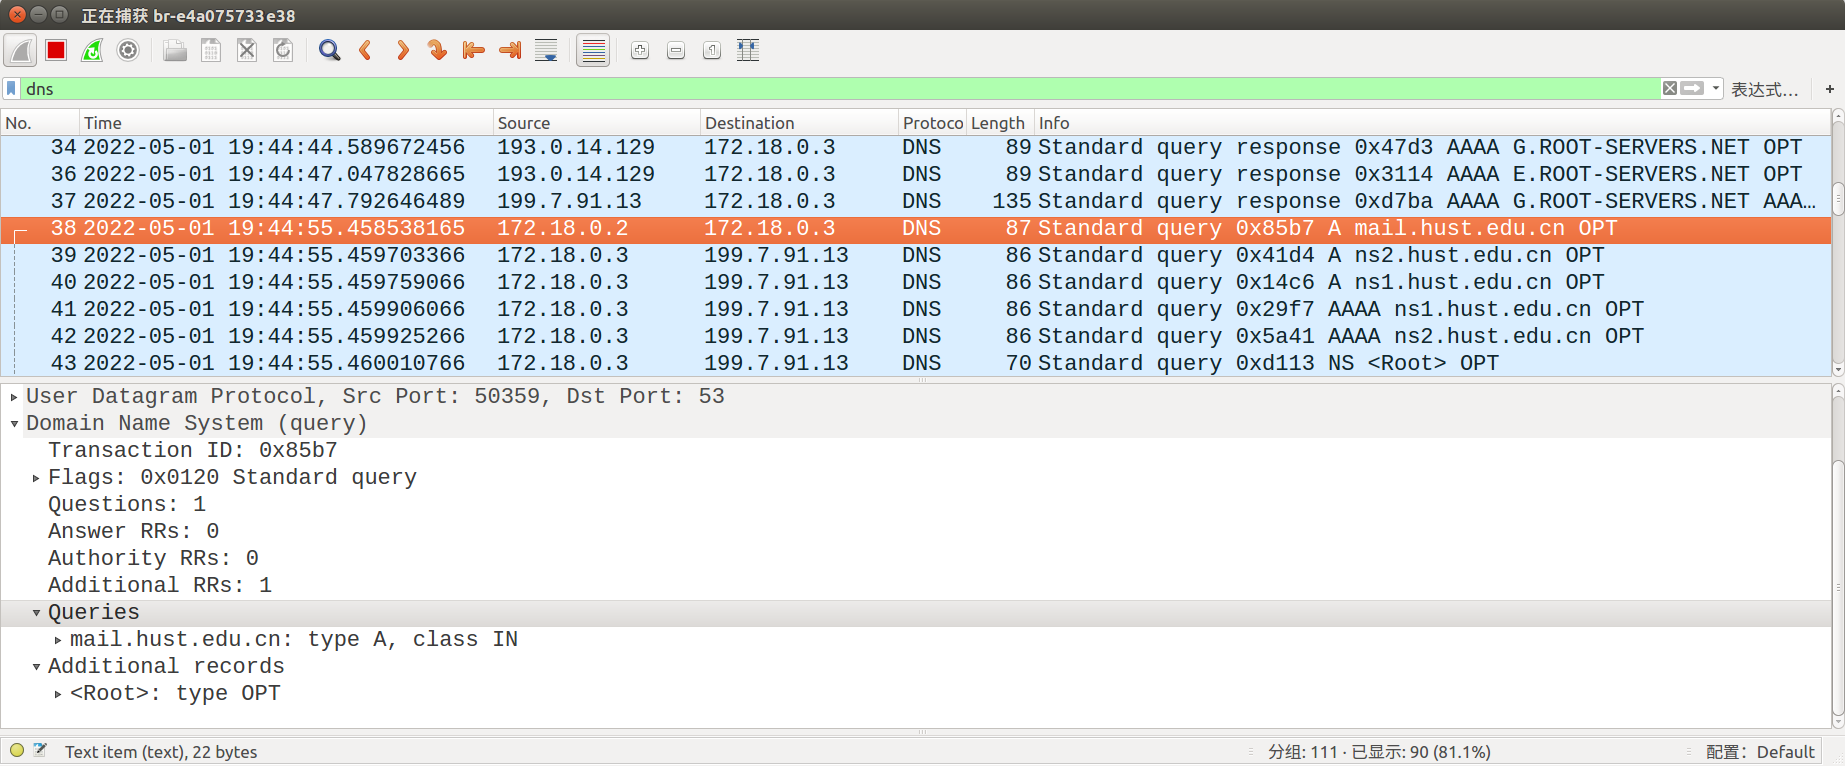 正在捕获 br-e4a075733e38
dns 表达式… +
No. Time Source Destination Protoco Length Info
34 2022-05-01 19:44:44.589672456 193.0.14.129 172.18.0.3 DNS 89 Standard query response 0x47d3 AAAA G.ROOT-SERVERS.NET OPT
36 2022-05-01 19:44:47.047828665 193.0.14.129 172.18.0.3 DNS 89 Standard query response 0x3114 AAAA E.ROOT-SERVERS.NET OPT
37 2022-05-01 19:44:47.792646489 199.7.91.13 172.18.0.3 DNS 135 Standard query response 0xd7ba AAAA G.ROOT-SERVERS.NET AAA…
38 2022-05-01 19:44:55.458538165 172.18.0.2 172.18.0.3 DNS 87 Standard query 0x85b7 A mail.hust.edu.cn OPT
39 2022-05-01 19:44:55.459703366 172.18.0.3 199.7.91.13 DNS 86 Standard query 0x41d4 A ns2.hust.edu.cn OPT
40 2022-05-01 19:44:55.459759066 172.18.0.3 199.7.91.13 DNS 86 Standard query 0x14c6 A ns1.hust.edu.cn OPT
41 2022-05-01 19:44:55.459906066 172.18.0.3 199.7.91.13 DNS 86 Standard query 0x29f7 AAAA ns1.hust.edu.cn OPT
42 2022-05-01 19:44:55.459925266 172.18.0.3 199.7.91.13 DNS 86 Standard query 0x5a41 AAAA ns2.hust.edu.cn OPT
43 2022-05-01 19:44:55.460010766 172.18.0.3 199.7.91.13 DNS 70 Standard query 0xd113 NS <Root> OPT
User Datagram Protocol, Src Port: 50359, Dst Port: 53
Domain Name System (query)
Transaction ID: 0x85b7
Flags: 0x0120 Standard query
Questions: 1
Answer RRs: 0
Authority RRs: 0
Additional RRs: 1
Queries
mail.hust.edu.cn: type A, class IN
Additional records
<Root>: type OPT
Text item (text), 22 bytes 分组: 111 · 已显示: 90 (81.1%) 配置: Default